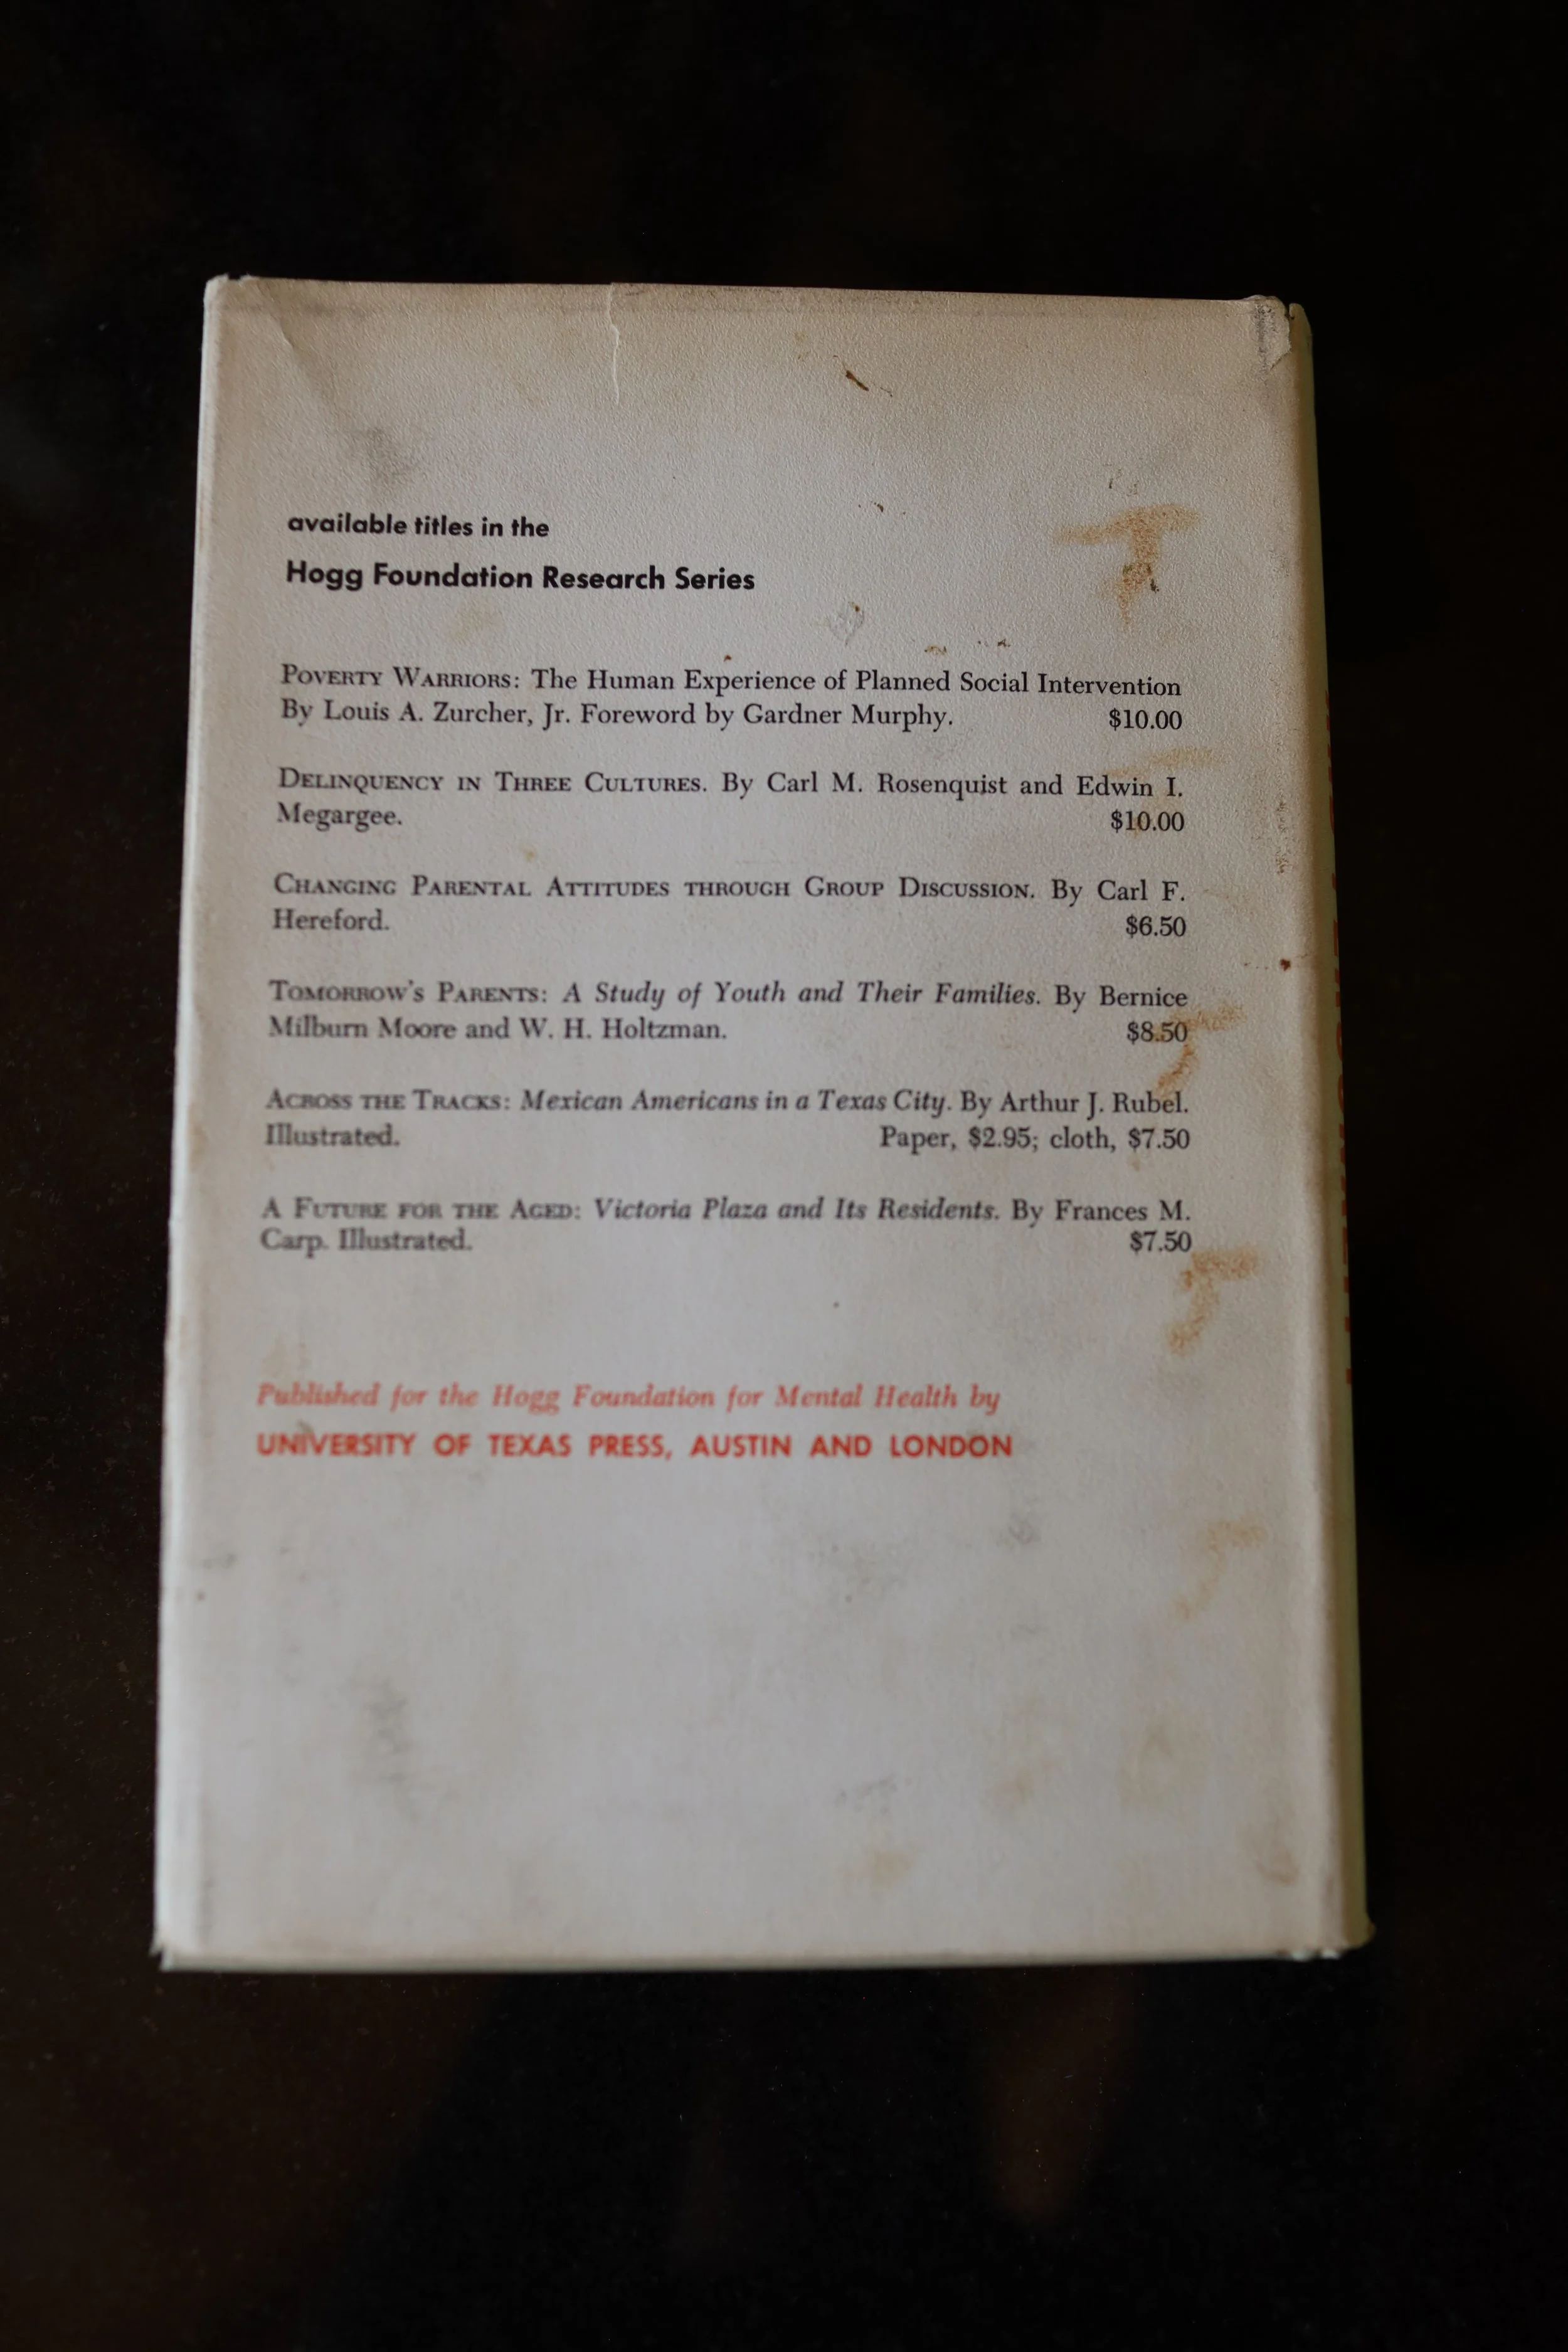 available titles in the
Hogg Foundation Research Series
POVERTY WARRIORS: The Human Experience of Planned Social Intervention
By Louis A. Zurcher, Jr. Foreword by Gardner Murphy. $10.00
DELINQUENCY IN THREE CULTURES. By Carl M. Rosenquist and Edwin I.
Megargee. $10.00
CHANGING PARENTAL ATTITUDES THROUGH GROUP DISCUSSION. By Carl F.
Hereford. $6.50
TOMORROW'S PARENTS: A Study of Youth and Their Families. By Bernice
Milburn Moore and W. H. Holtzman. $8.50
ACROSS THE TRACKS: Mexican Americans in a Texas City. By Arthur J. Rubel.
Illustrated. Paper, $2.95; cloth, $7.50
A FUTURE FOR THE AGED: Victoria Plaza and Its Residents. By Frances M.
Carp. Illustrated. $7.50
Published for the Hogg Foundation for Mental Health by
UNIVERSITY OF TEXAS PRESS, AUSTIN AND LONDON